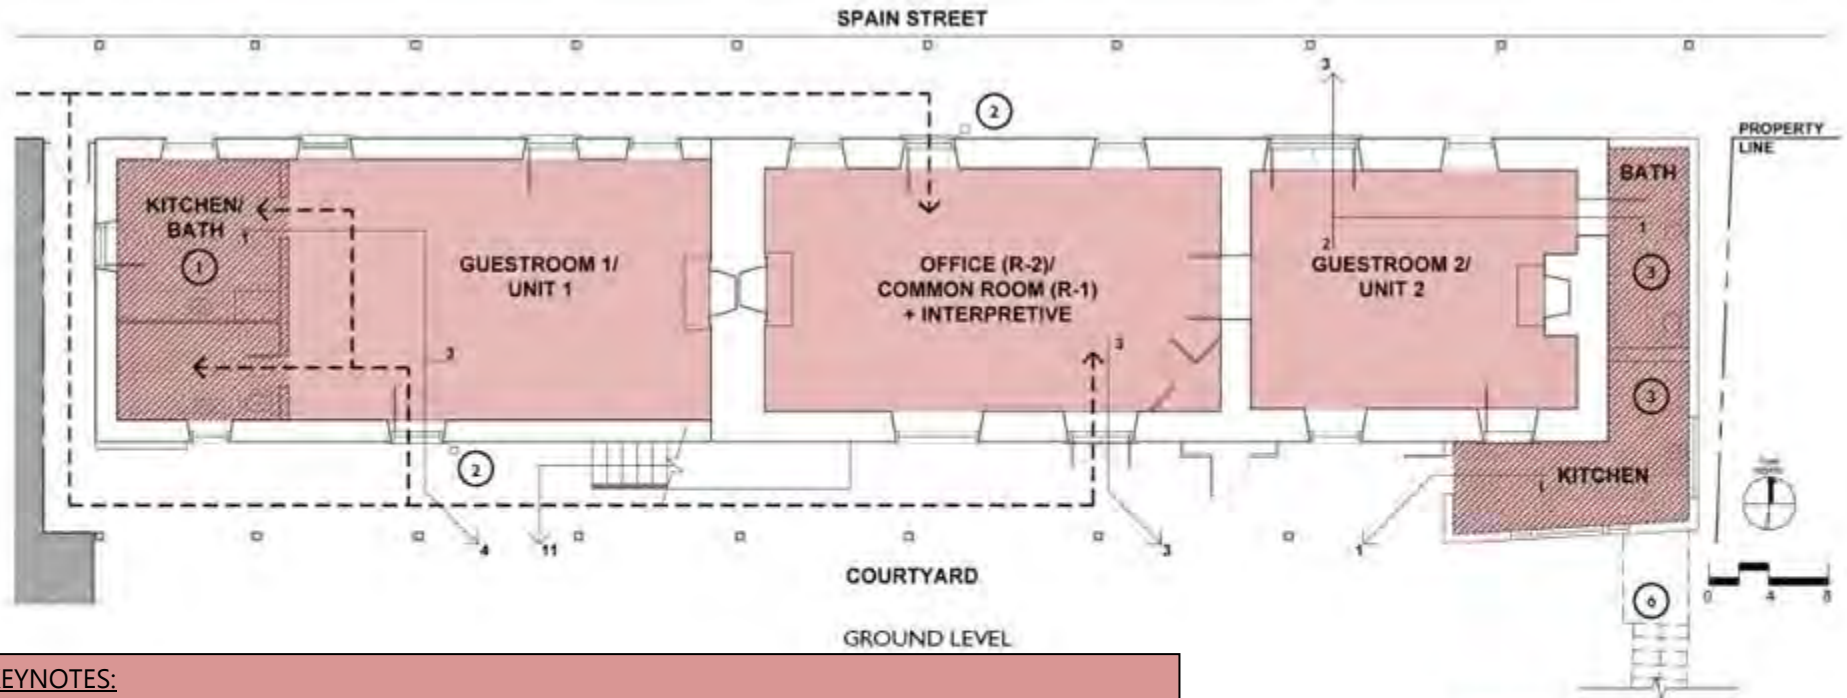 SPAIN STREET
3
2
PROPERTY
LINE
BATH
KITCHEN/
BATH
1
1
GUESTROOM 1/
UNIT 1
OFFICE (R-2)/
COMMON ROOM (R-1)
+ INTERPRETIVE
GUESTROOM 2/
UNIT 2
2
1
3
3
3
3
2
KITCHEN
1
4
11
3
1
COURTYARD
0 4 8
6
GROUND LEVEL
EYNOTES: